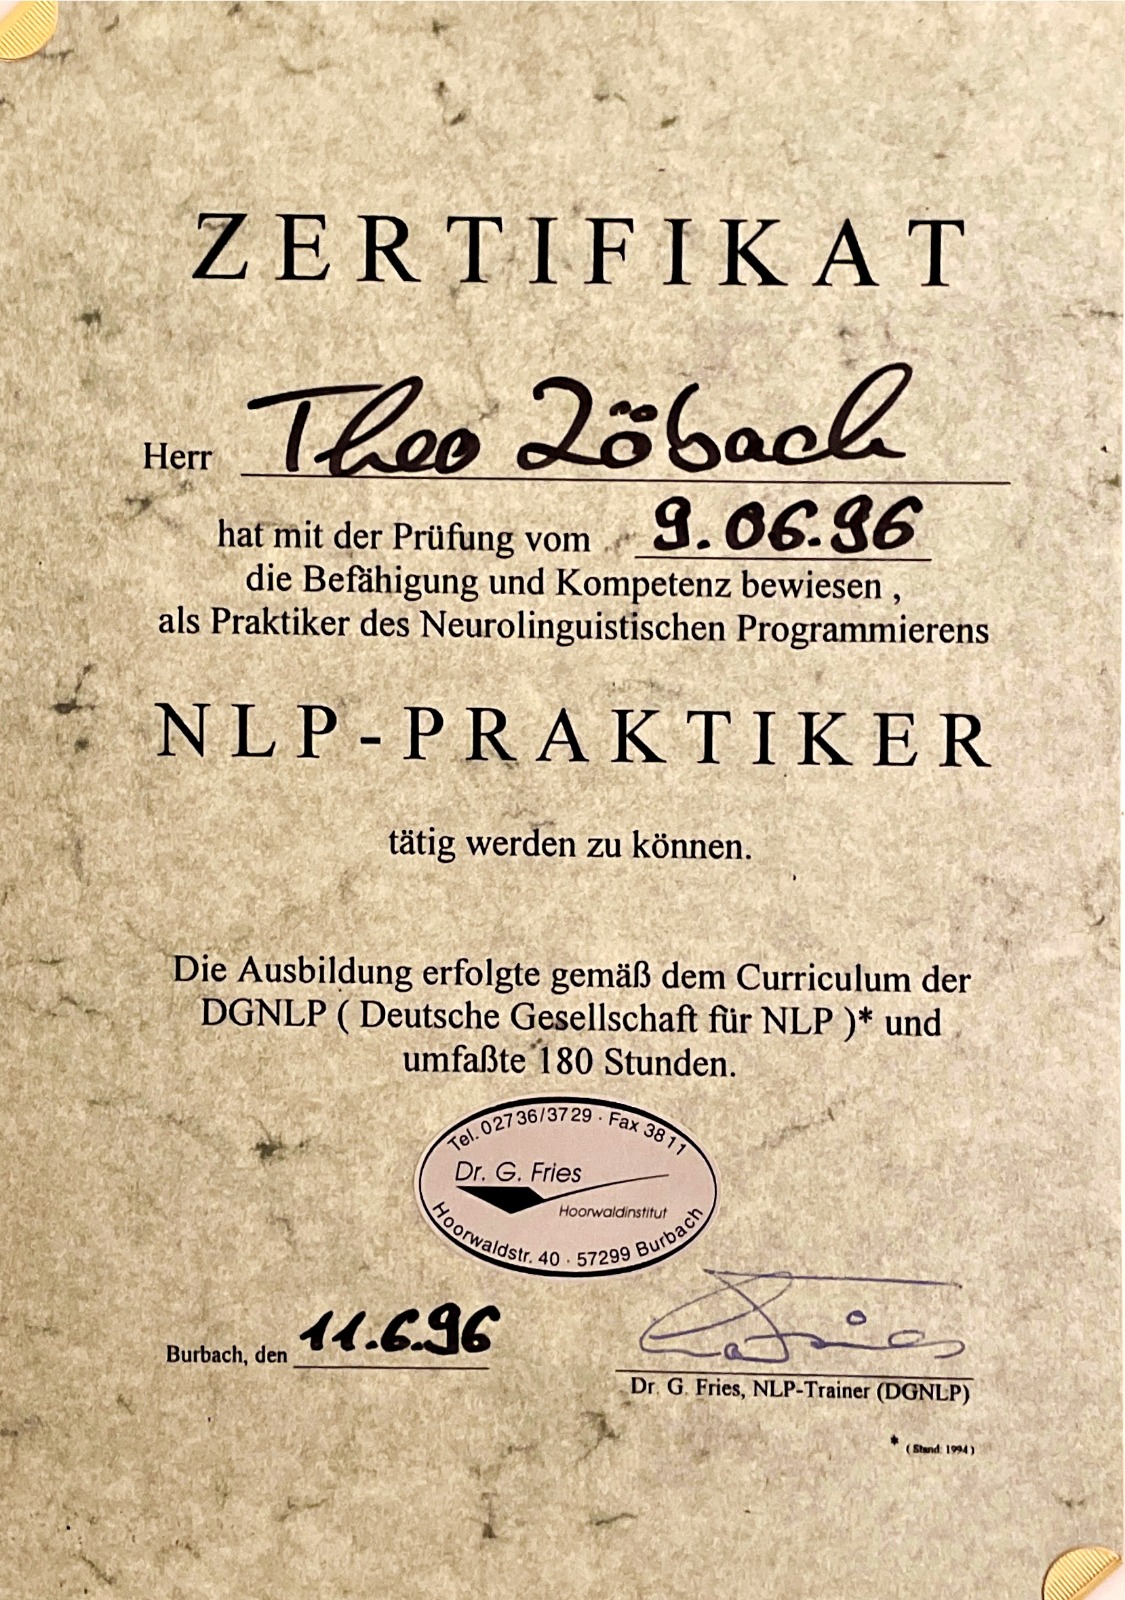 ZERTIFIKAT
Herr Theo Löbach
hat mit der Prüfung vom 9.06.96
die Befähigung und Kompetenz bewiesen ,
als Praktiker des Neurolinguistischen Programmierens
NLP-PRAKTIKER
tätig werden zu können.
Die Ausbildung erfolgte gemäß dem Curriculum der
DGNLP ( Deutsche Gesellschaft für NLP )* und
umfaßte 180 Stunden.
Tel. 02736/3729 · Fax 3811
Dr. G. Fries
Hoorwaldinstitut
Hoorwaldstr. 40 · 57299 Burbach
Burbach, den 11.6.96
Dr. G. Fries, NLP-Trainer (DGNLP)
* ( Stand: 1994 )